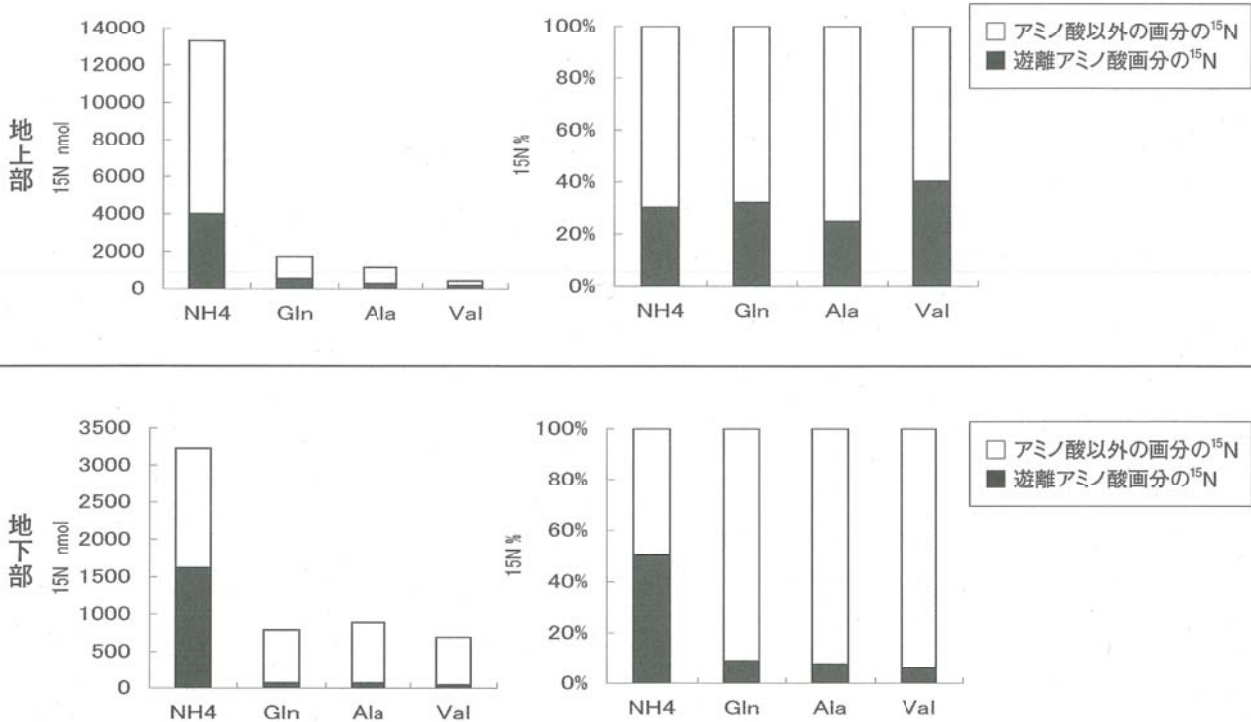 地上部
15N nmol
14000
12000
10000
8000
6000
4000
2000
0
NH4 Gln Ala Val
15N %
100%
80%
60%
40%
20%
0%
NH4 Gln Ala Val
□ アミノ酸以外の画分の¹⁵N
■ 遊離アミノ酸画分の¹⁵N
地下部
15N nmol
3500
3000
2500
2000
1500
1000
500
0
NH4 Gln Ala Val
15N %
100%
80%
60%
40%
20%
0%
NH4 Gln Ala Val
□ アミノ酸以外の画分の¹⁵N
■ 遊離アミノ酸画分の¹⁵N